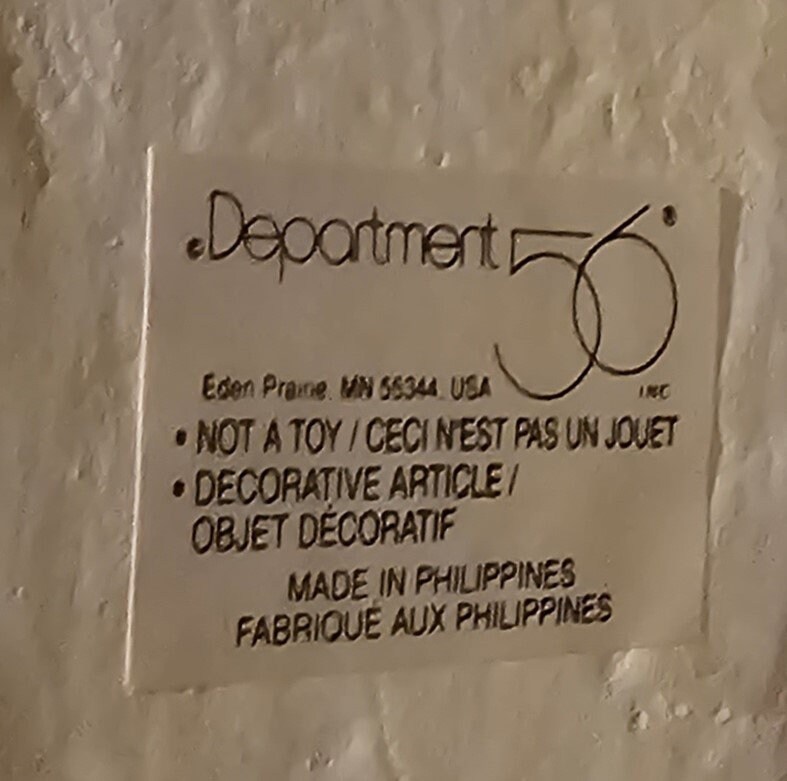 ©Department 56®
Eden Prairie, MN 55344, USA INC
• NOT A TOY / CECI N'EST PAS UN JOUET
• DECORATIVE ARTICLE /
OBJET DÉCORATIF
MADE IN PHILIPPINES
FABRIQUÉ AUX PHILIPPINES